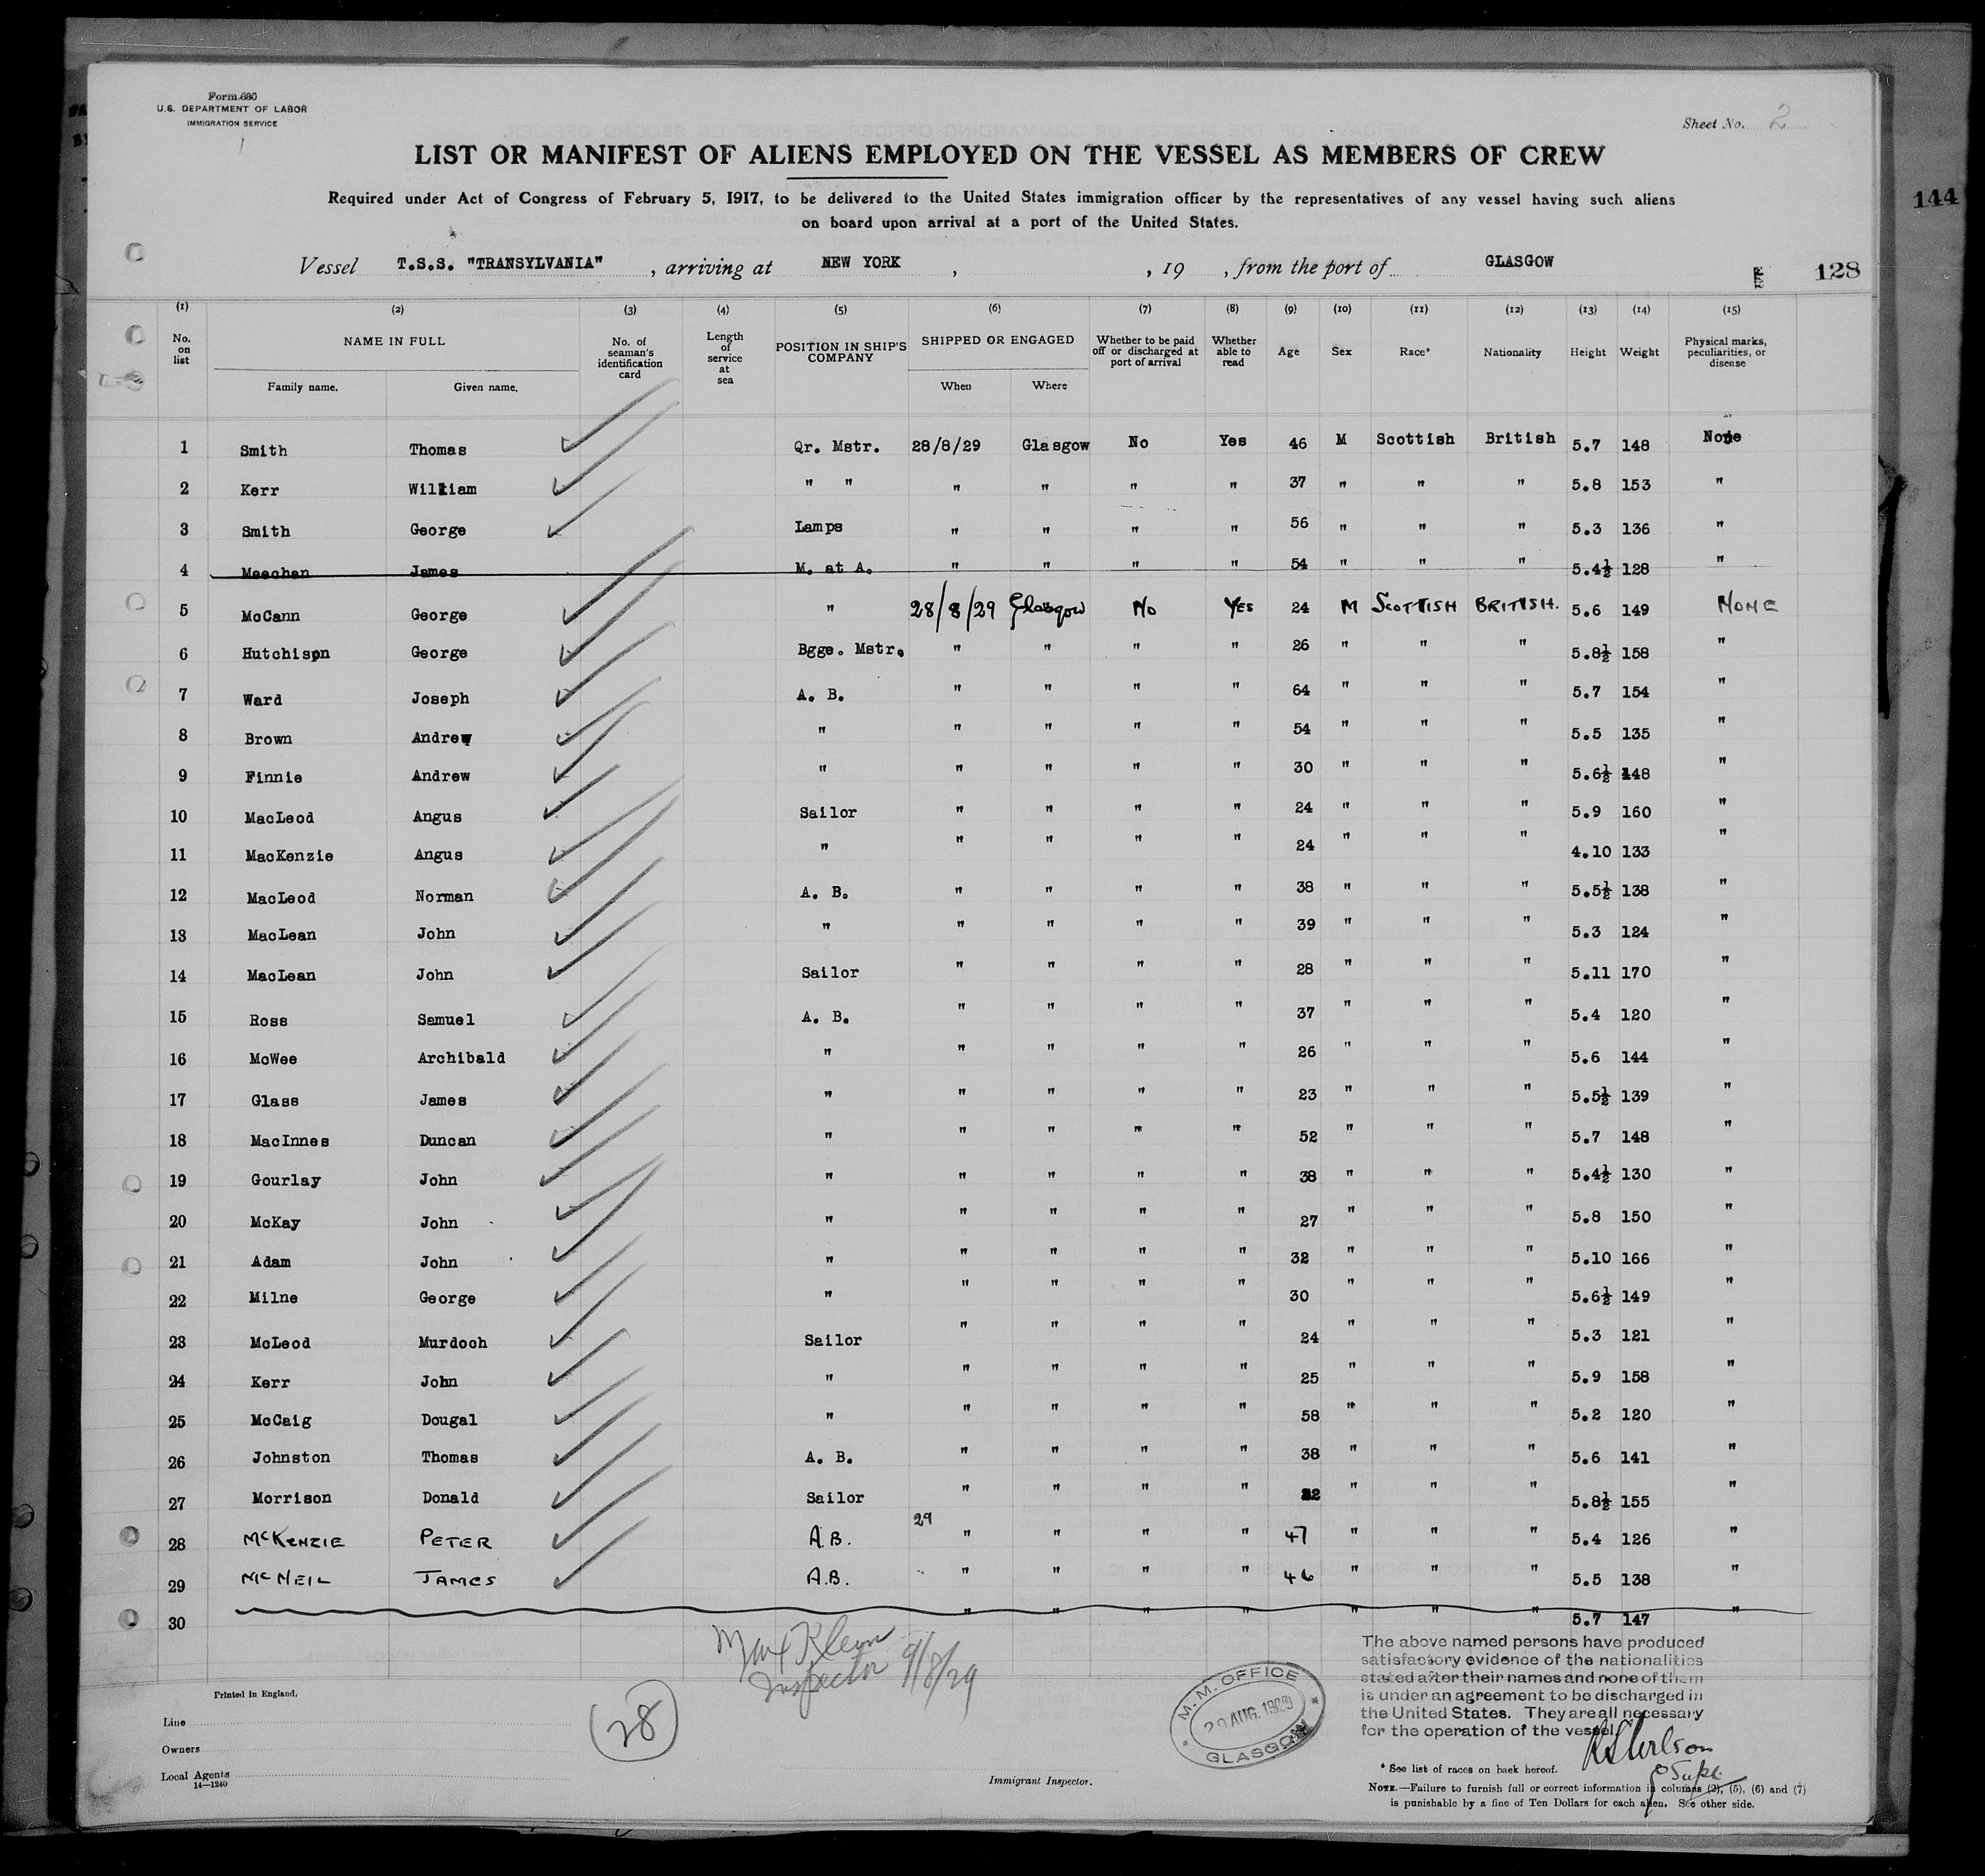 Form 680
U.S. DEPARTMENT OF LABOR
IMMIGRATION SERVICE
Sheet No. 2
LIST OR MANIFEST OF ALIENS EMPLOYED ON THE VESSEL AS MEMBERS OF CREW
Required under Act of Congress of February 5, 1917, to be delivered to the United States immigration officer by the representatives of any vessel having such aliens
on board upon arrival at a port of the United States.
144
Vessel T.S.S. "TRANSYLVANIA", arriving at NEW YORK, , 19 , from the port of GLASGOW
128
(1) (2) (3) (4) (5) (6) (7) (8) (9) (10) (11) (12) (13) (14) (15)
No. on list NAME IN FULL No. of seaman's identification card Length of service at sea POSITION IN SHIP'S COMPANY SHIPPED OR ENGAGED Whether to be paid off or discharged at port of arrival Whether able to read Age Sex Race* Nationality Height Weight Physical marks, peculiarities, or disease
Family name. Given name. When Where
1 Smith Thomas Qr. Mstr. 28/8/29 Glasgow No Yes 46 M Scottish British 5.7 148 None
2 Kerr William " " " " " " 37 " " " 5.8 153 "
3 Smith George Lamps " " " " 56 " " " 5.3 136 "
4 Meechan James M. at A. " " " " 54 " " " 5.4½ 128 "
5 McCann George " 28/8/29 Glasgow No YES 24 M SCOTTISH BRITISH. 5.6 149 NONE
6 Hutchison George Bgge. Mstr. " " " " 26 " " " 5.8½ 158 "
7 Ward Joseph A. B. " " " " 64 " " " 5.7 154 "
8 Brown Andrew " " " " " 54 " " " 5.5 135 "
9 Finnie Andrew " " " " " 30 " " " 5.6½ 148 "
10 MacLeod Angus Sailor " " " " 24 " " " 5.9 160 "
11 MacKenzie Angus " " " " " 24 " " " 4.10 133 "
12 MacLeod Norman A. B. " " " " 38 " " " 5.5½ 138 "
13 MacLean John " " " " " 39 " " " 5.3 124 "
14 MacLean John Sailor " " " " 28 " " " 5.11 170 "
15 Ross Samuel A. B. " " " " 37 " " " 5.4 120 "
16 McWee Archibald " " " " " 26 " " " 5.6 144 "
17 Glass James " " " " " 23 " " " 5.5½ 139 "
18 MacInnes Duncan " " " " " 52 " " " 5.7 148 "
19 Gourlay John " " " " " 38 " " " 5.4½ 130 "
20 McKay John " " " " " 27 " " " 5.8 150 "
21 Adam John " " " " " 32 " " " 5.10 166 "
22 Milne George " " " " " 30 " " " 5.6½ 149 "
23 McLeod Murdoch Sailor " " " " 24 " " " 5.3 121 "
24 Kerr John " " " " " 25 " " " 5.9 158 "
25 McCaig Dougal " " " " " 58 " " " 5.2 120 "
26 Johnston Thomas A. B. " " " " 38 " " " 5.6 141 "
27 Morrison Donald Sailor " " " " " " " 5.8½ 155 "
28 McKENZIE PETER A.B. 29 " " " " 47 " " " 5.4 126 "
29 McNEIL JAMES A.B. " " " " 46 " " " 5.5 138 "
30 " " " " " " " 5.7 147 "
Max Klein
Inspector 9/8/29
The above named persons have produced
satisfactory evidence of the nationalities
stated after their names and none of them
is under an agreement to be discharged in
the United States. They are all necessary
for the operation of the vessel
Printed in England.
28
M. M. OFFICE
29 AUG. 1929
GLASGOW
Line
Owners
Local Agents
14—1240
Immigrant Inspector.
* See list of races on back hereof.
Supt.
NOTE.—Failure to furnish full or correct information in columns (2), (5), (6) and (7)
is punishable by a fine of Ten Dollars for each alien. See other side.